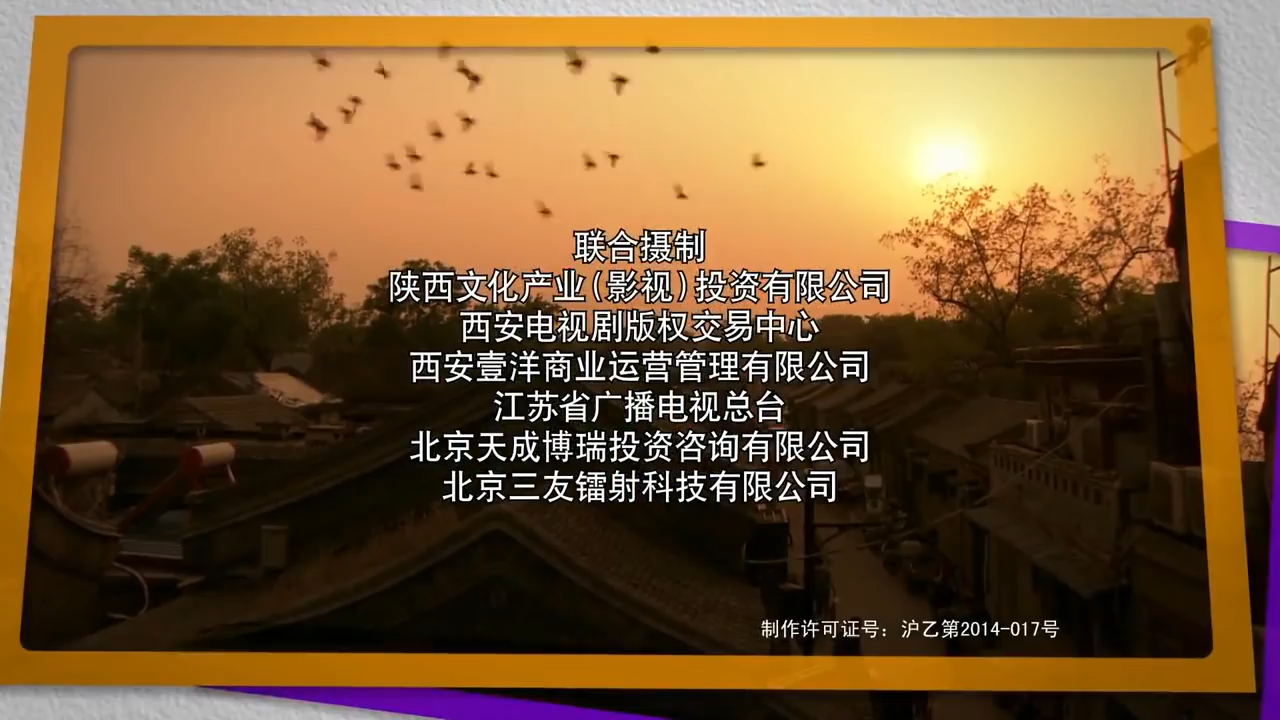 联合摄制
陕西文化产业(影视)投资有限公司
西安电视剧版权交易中心
西安壹洋商业运营管理有限公司
江苏省广播电视总台
北京天成博瑞投资咨询有限公司
北京三友镭射科技有限公司
制作许可证号：沪乙第2014-017号